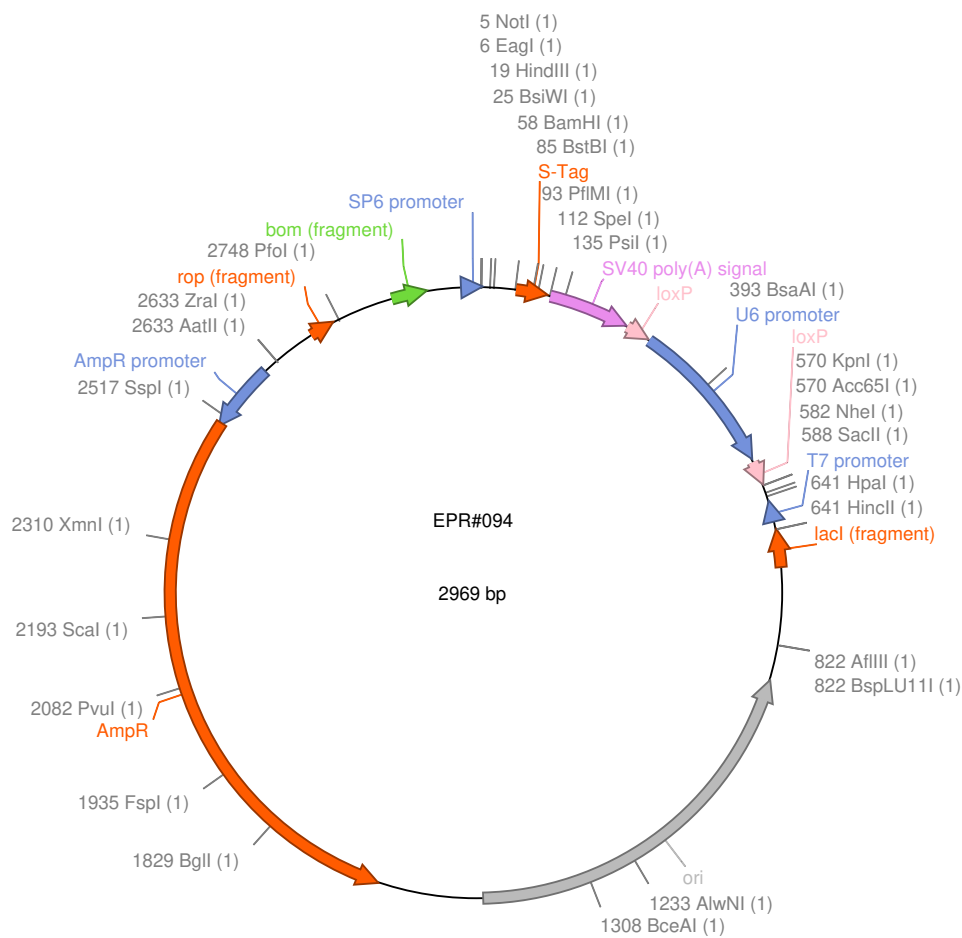 5 NotI (1)
6 EagI (1)
19 HindIII (1)
25 BsiWI (1)
58 BamHI (1)
85 BstBI (1)
S-Tag
93 PflMI (1)
SP6 promoter
112 SpeI (1)
bom (fragment)
135 PsiI (1)
2748 PfoI (1)
SV40 poly(A) signal
rop (fragment)
loxP
393 BsaAI (1)
2633 ZraI (1)
U6 promoter
2633 AatII (1)
loxP
AmpR promoter
570 KpnI (1)
2517 SspI (1)
570 Acc65I (1)
582 NheI (1)
588 SacII (1)
T7 promoter
641 HpaI (1)
641 HincII (1)
2310 XmnI (1)
EPR#094
lacI (fragment)
2969 bp
2193 ScaI (1)
822 AflIII (1)
822 BspLU11I (1)
2082 PvuI (1)
AmpR
1935 FspI (1)
1829 BglI (1)
ori
1233 AlwNI (1)
1308 BceAI (1)